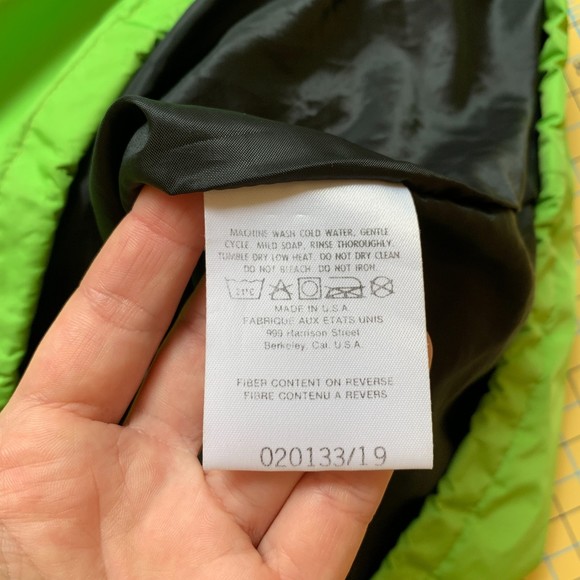 MACHINE WASH COLD WATER, GENTLE
CYCLE. MILD SOAP, RINSE THOROUGHLY.
TUMBLE DRY LOW HEAT. DO NOT DRY CLEAN.
DO NOT BLEACH. DO NOT IRON.
21°C
MADE IN U.S.A.
FABRIQUE AUX ETATS UNIS
999 Harrison Street
Berkeley, Cal. U.S.A.
FIBER CONTENT ON REVERSE
FIBRE CONTENU A REVERS
020133/19